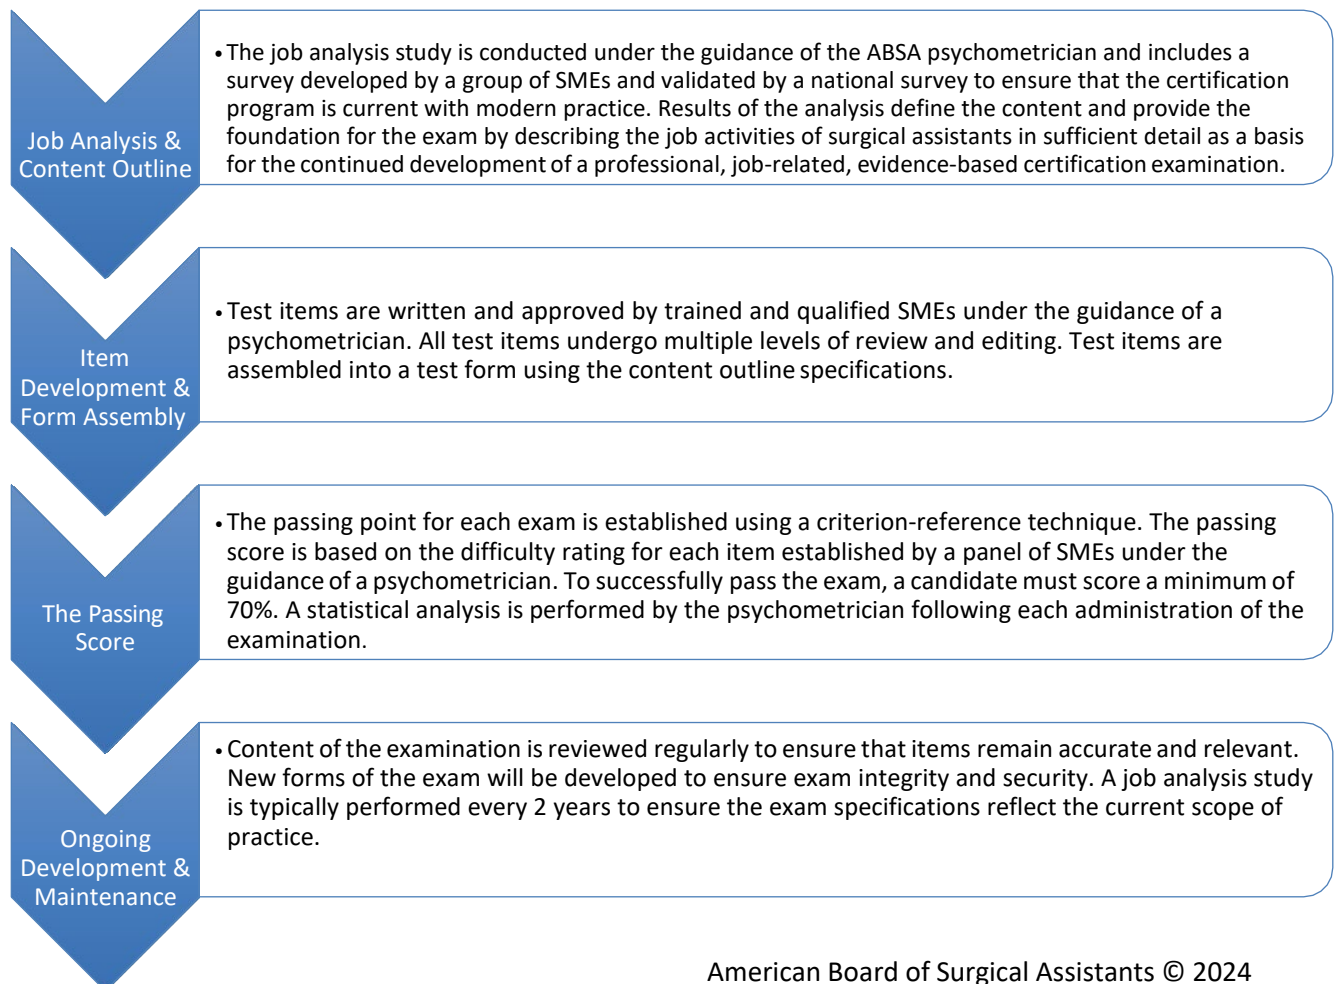 Job Analysis &
Content Outline
• The job analysis study is conducted under the guidance of the ABSA psychometrician and includes a
survey developed by a group of SMEs and validated by a national survey to ensure that the certification
program is current with modern practice. Results of the analysis define the content and provide the
foundation for the exam by describing the job activities of surgical assistants in sufficient detail as a basis
for the continued development of a professional, job-related, evidence-based certification examination.
Item
Development &
Form Assembly
• Test items are written and approved by trained and qualified SMEs under the guidance of a
psychometrician. All test items undergo multiple levels of review and editing. Test items are
assembled into a test form using the content outline specifications.
The Passing
Score
• The passing point for each exam is established using a criterion-reference technique. The passing
score is based on the difficulty rating for each item established by a panel of SMEs under the
guidance of a psychometrician. To successfully pass the exam, a candidate must score a minimum of
70%. A statistical analysis is performed by the psychometrician following each administration of the
examination.
Ongoing
Development &
Maintenance
• Content of the examination is reviewed regularly to ensure that items remain accurate and relevant.
New forms of the exam will be developed to ensure exam integrity and security. A job analysis study
is typically performed every 2 years to ensure the exam specifications reflect the current scope of
practice.
American Board of Surgical Assistants © 2024